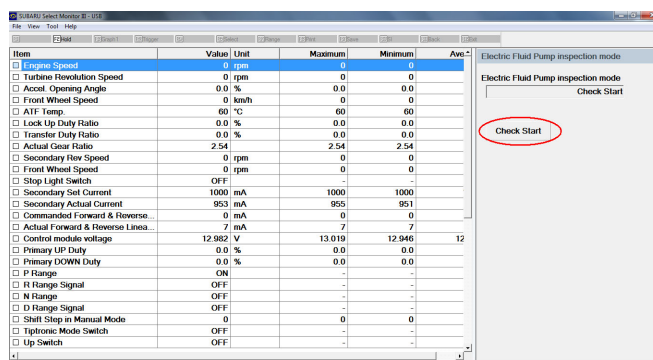 SUBARU Select Monitor III - USB
File View Tool Help
F2 Hold
Item Value Unit Maximum Minimum Ave.
Engine Speed 0 rpm 0 0
Turbine Revolution Speed 0 rpm 0 0
Accel. Opening Angle 0.0 % 0.0 0.0
Front Wheel Speed 0 km/h 0 0
ATF Temp. 60 °C 60 60
Lock Up Duty Ratio 0.0 % 0.0 0.0
Transfer Duty Ratio 0.0 % 0.0 0.0
Actual Gear Ratio 2.54 2.54 2.54
Secondary Rev Speed 0 rpm 0 0
Front Wheel Speed 0 rpm 0 0
Stop Light Switch OFF - -
Secondary Set Current 1000 mA 1000 1000
Secondary Actual Current 953 mA 955 951
Commanded Forward & Reverse... 0 mA 0 0
Actual Forward & Reverse Linea... 7 mA 7 7
Control module voltage 12.982 V 13.019 12.946 12
Primary UP Duty 0.0 % 0.0 0.0
Primary DOWN Duty 0.0 % 0.0 0.0
P Range ON - -
R Range Signal OFF - -
N Range OFF - -
D Range Signal OFF - -
Shift Step in Manual Mode 0 0 0
Tiptronic Mode Switch OFF - -
Up Switch OFF - -
Electric Fluid Pump inspection mode
Electric Fluid Pump inspection mode
Check Start
Check Start